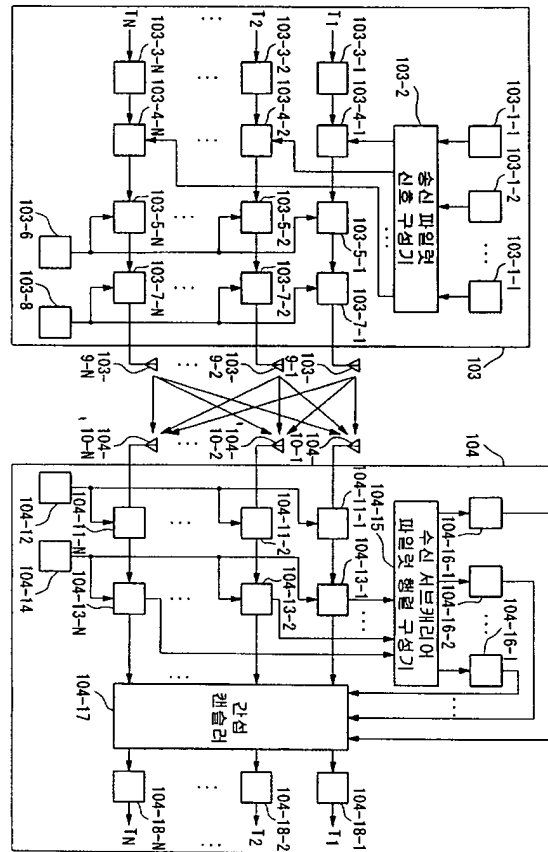 103
104
103-1-1
103-1-2
...
103-1-I
103-2
송신 파일럿
신호 구성기
104-15
수신 서브캐리어
파일럿 행렬 구성기
104-16-1
104-16-2
...
104-16-I
T1
103-3-1
103-4-1
103-5-1
103-7-1
103-
9-1
104-
10-1
104-11-1
104-13-1
104-18-1
T1
T2
103-3-2
103-4-2
103-5-2
103-7-2
103-
9-2
104-
10-2
104-11-2
104-13-2
간섭
캔슬러
104-17
104-18-2
T2
TN
103-3-N
103-4-N
103-5-N
103-7-N
103-
9-N
104-
10-N
104-11-N
104-13-N
104-18-N
TN
103-6
103-8
104-12
104-14